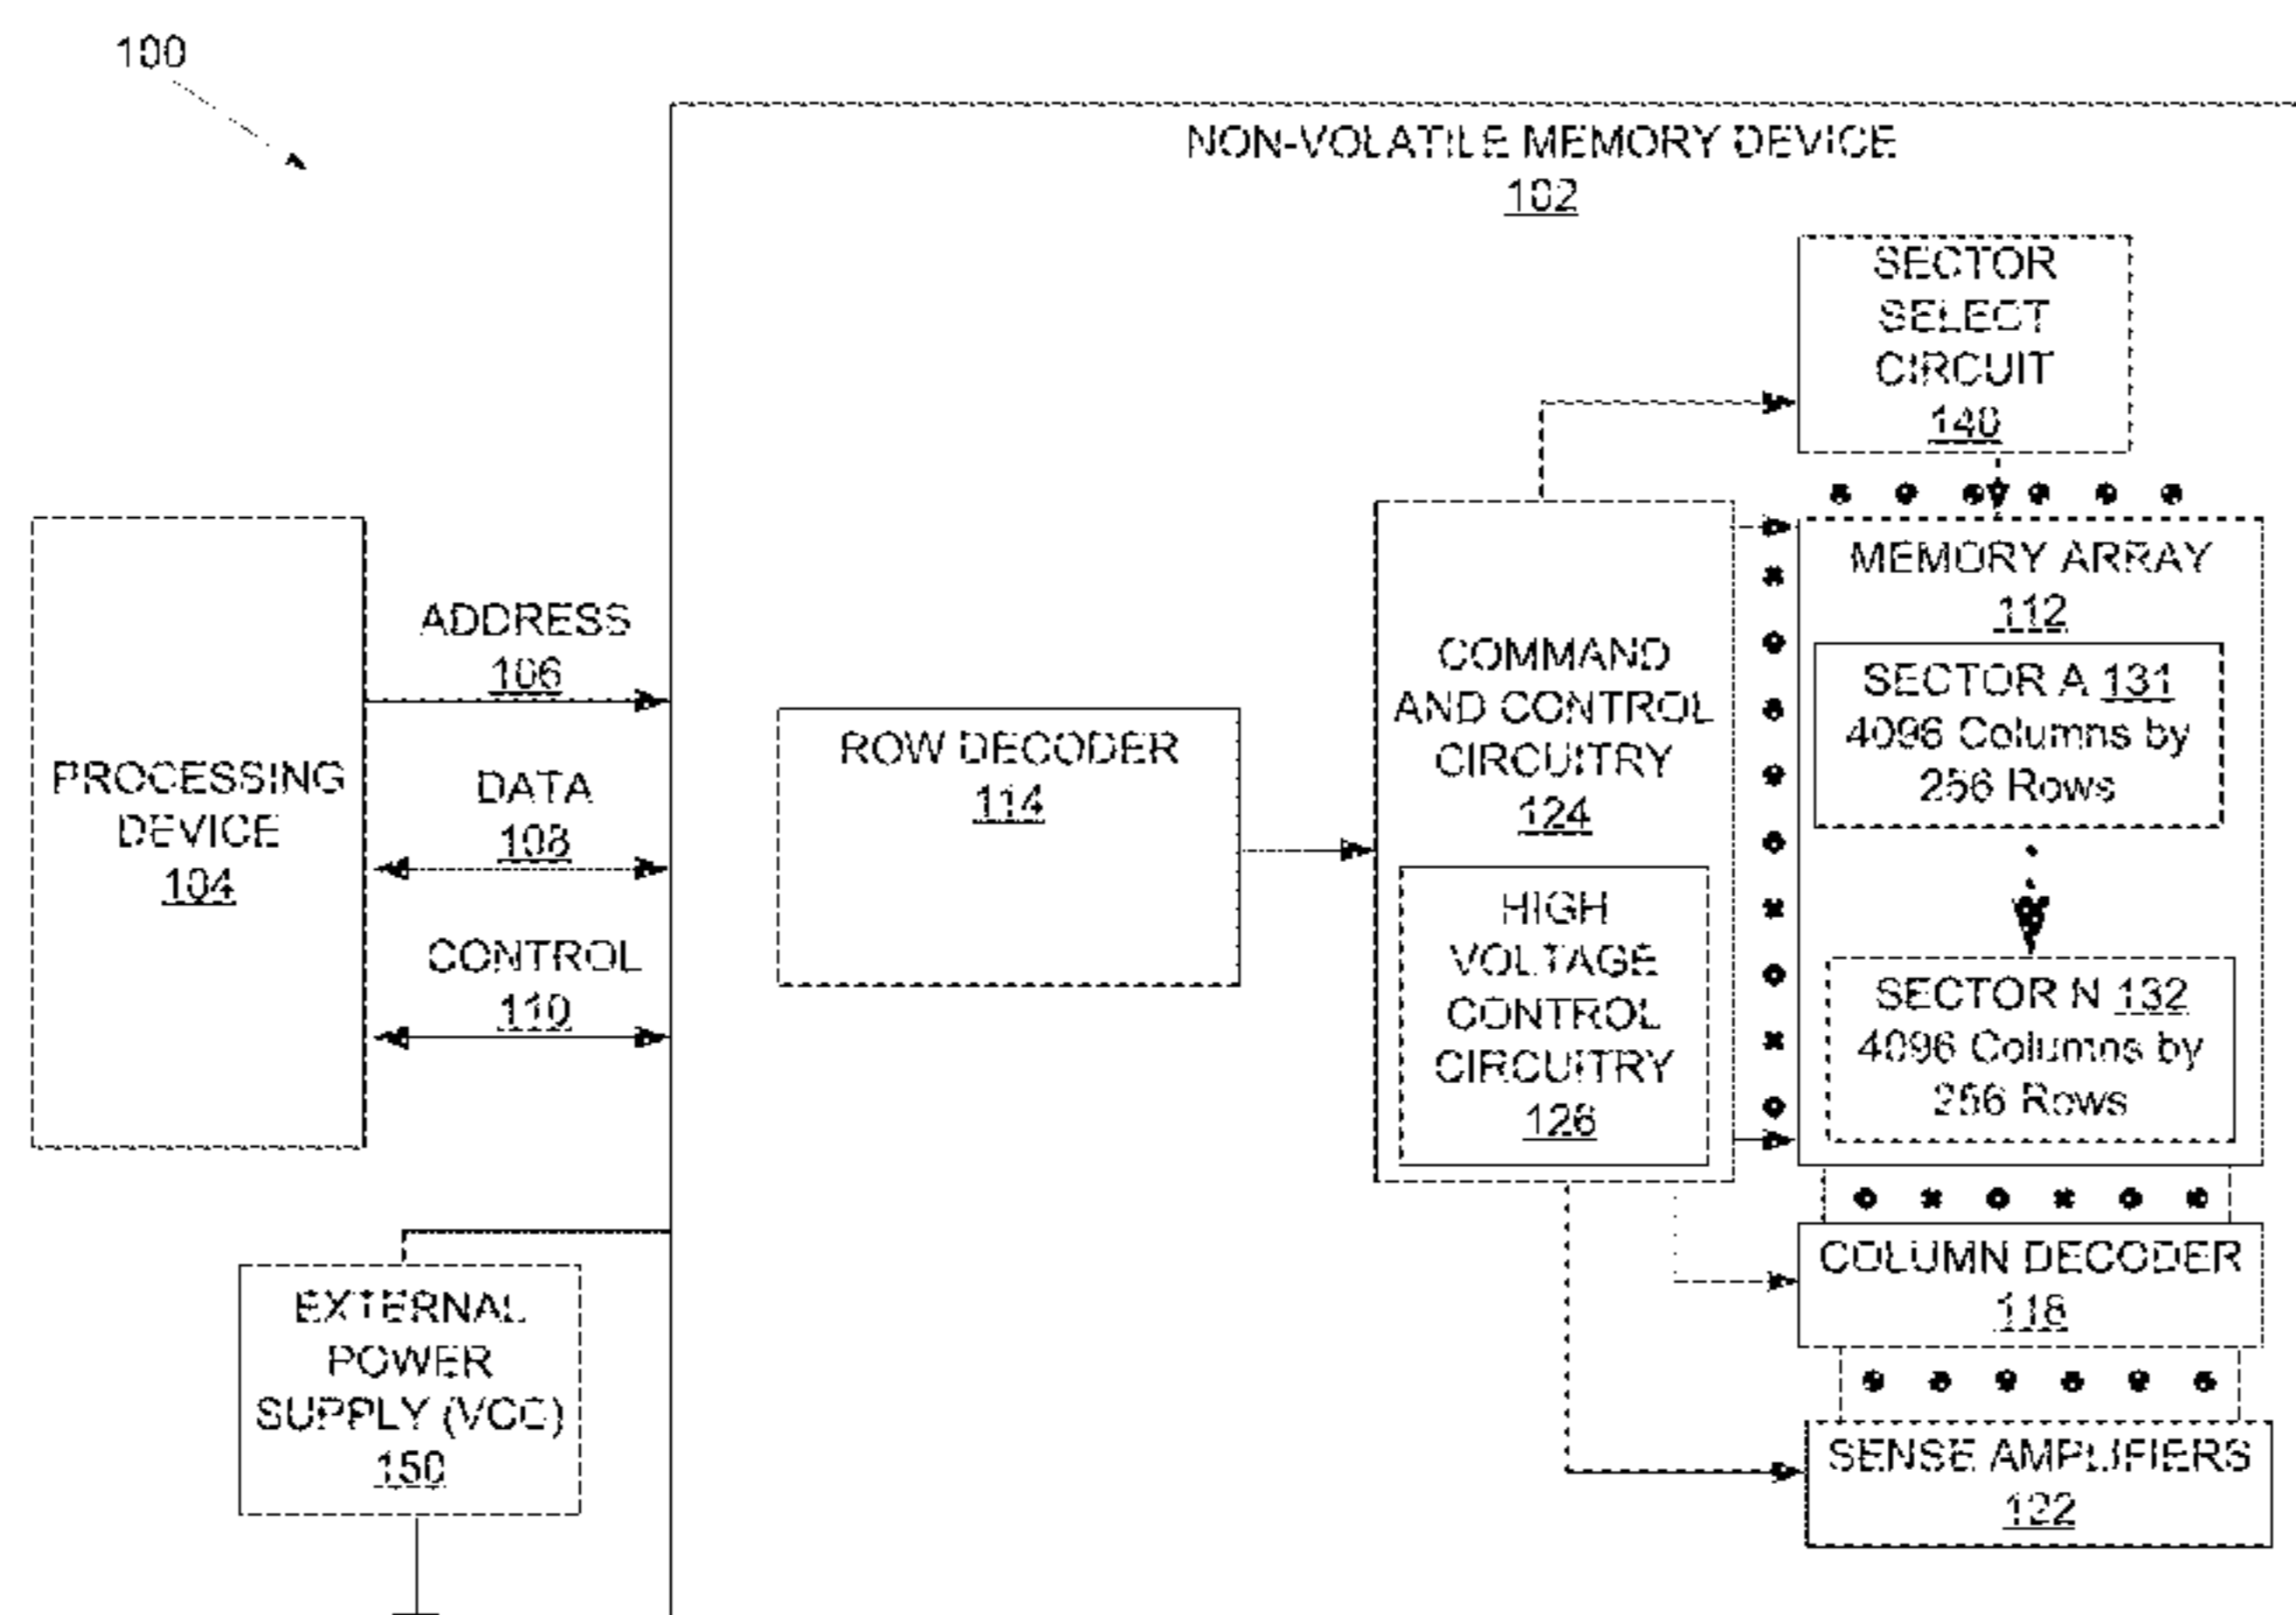 100
NON-VOLATILE MEMORY DEVICE
102
SECTOR
SELECT
CIRCUIT
140
PROCESSING
DEVICE
104
ADDRESS
106
DATA
108
CONTROL
110
ROW DECODER
114
COMMAND
AND CONTROL
CIRCUITRY
124
HIGH
VOLTAGE
CONTROL
CIRCUITRY
126
MEMORY ARRAY
112
SECTOR A 131
4096 Columns by
256 Rows
SECTOR N 132
4096 Columns by
256 Rows
COLUMN DECODER
118
SENSE AMPLIFIERS
122
EXTERNAL
POWER
SUPPLY (VCC)
150